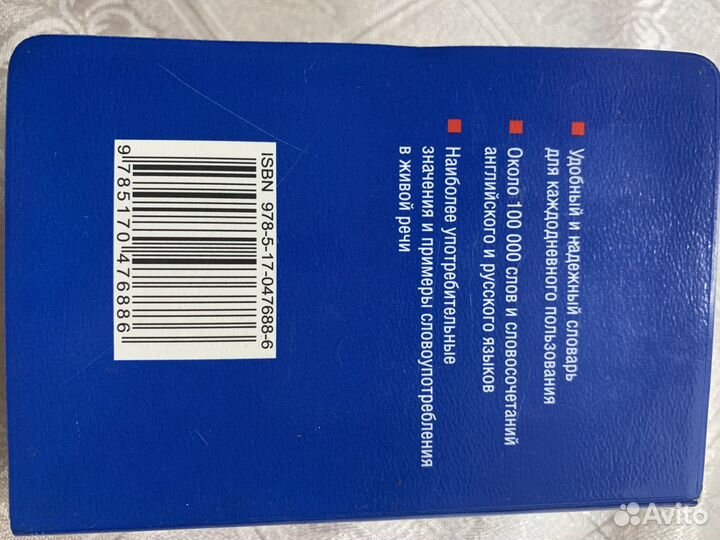 Удобный и надежный словарь
для каждодневного пользования
Около 100 000 слов и словосочетаний
английского и русского языков
Наиболее употребительные
значения и примеры словоупотребления
в живой речи
ISBN 978-5-17-047688-6
9 785170 476886
Avito